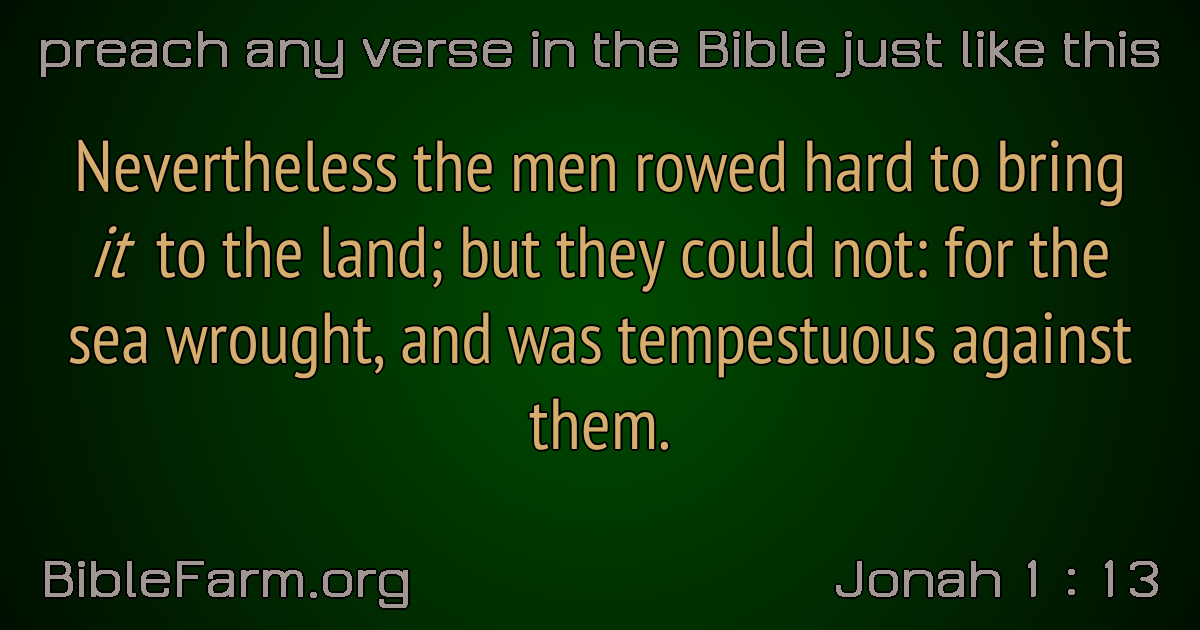 preach any verse in the Bible just like this
Nevertheless the men rowed hard to bring
it to the land; but they could not: for the
sea wrought, and was tempestuous against
them.
BibleFarm.org
Jonah 1 : 13